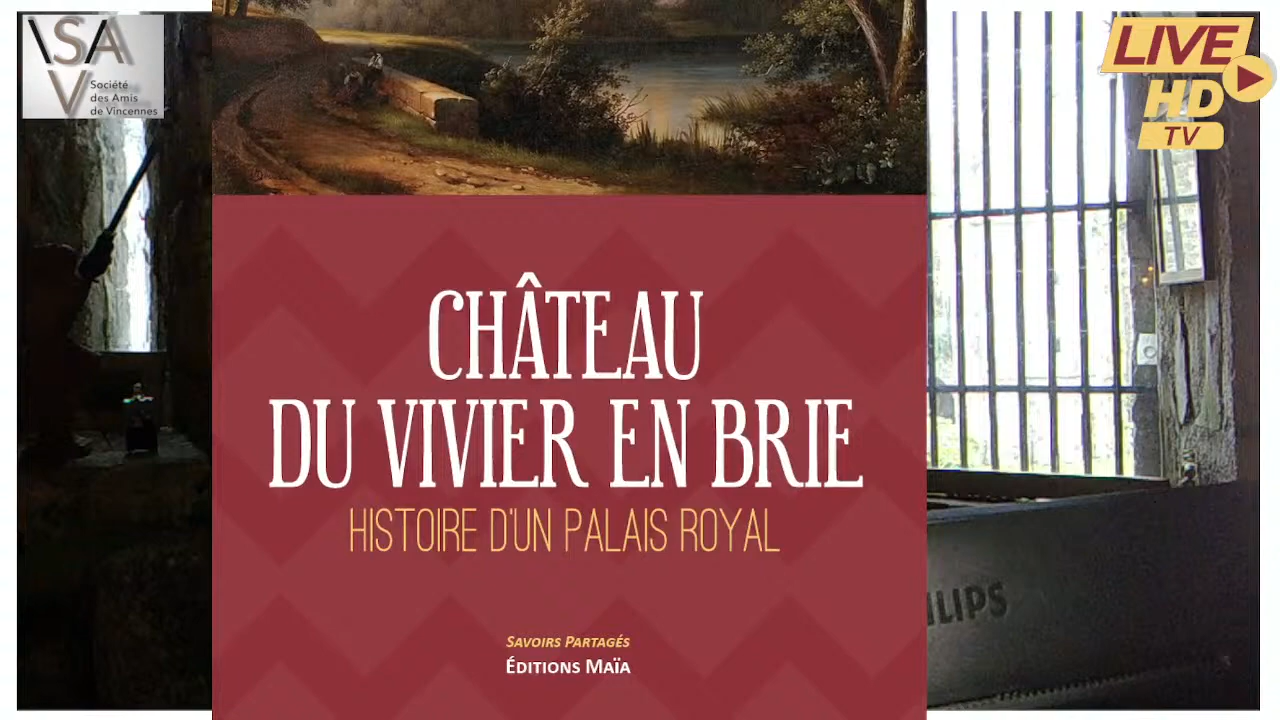 SAV
Société
des Amis
de Vincennes
LIVE
HD
TV
CHÂTEAU
DU VIVIER EN BRIE
HISTOIRE D'UN PALAIS ROYAL
SAVOIRS PARTAGÉS
ÉDITIONS MAÏA